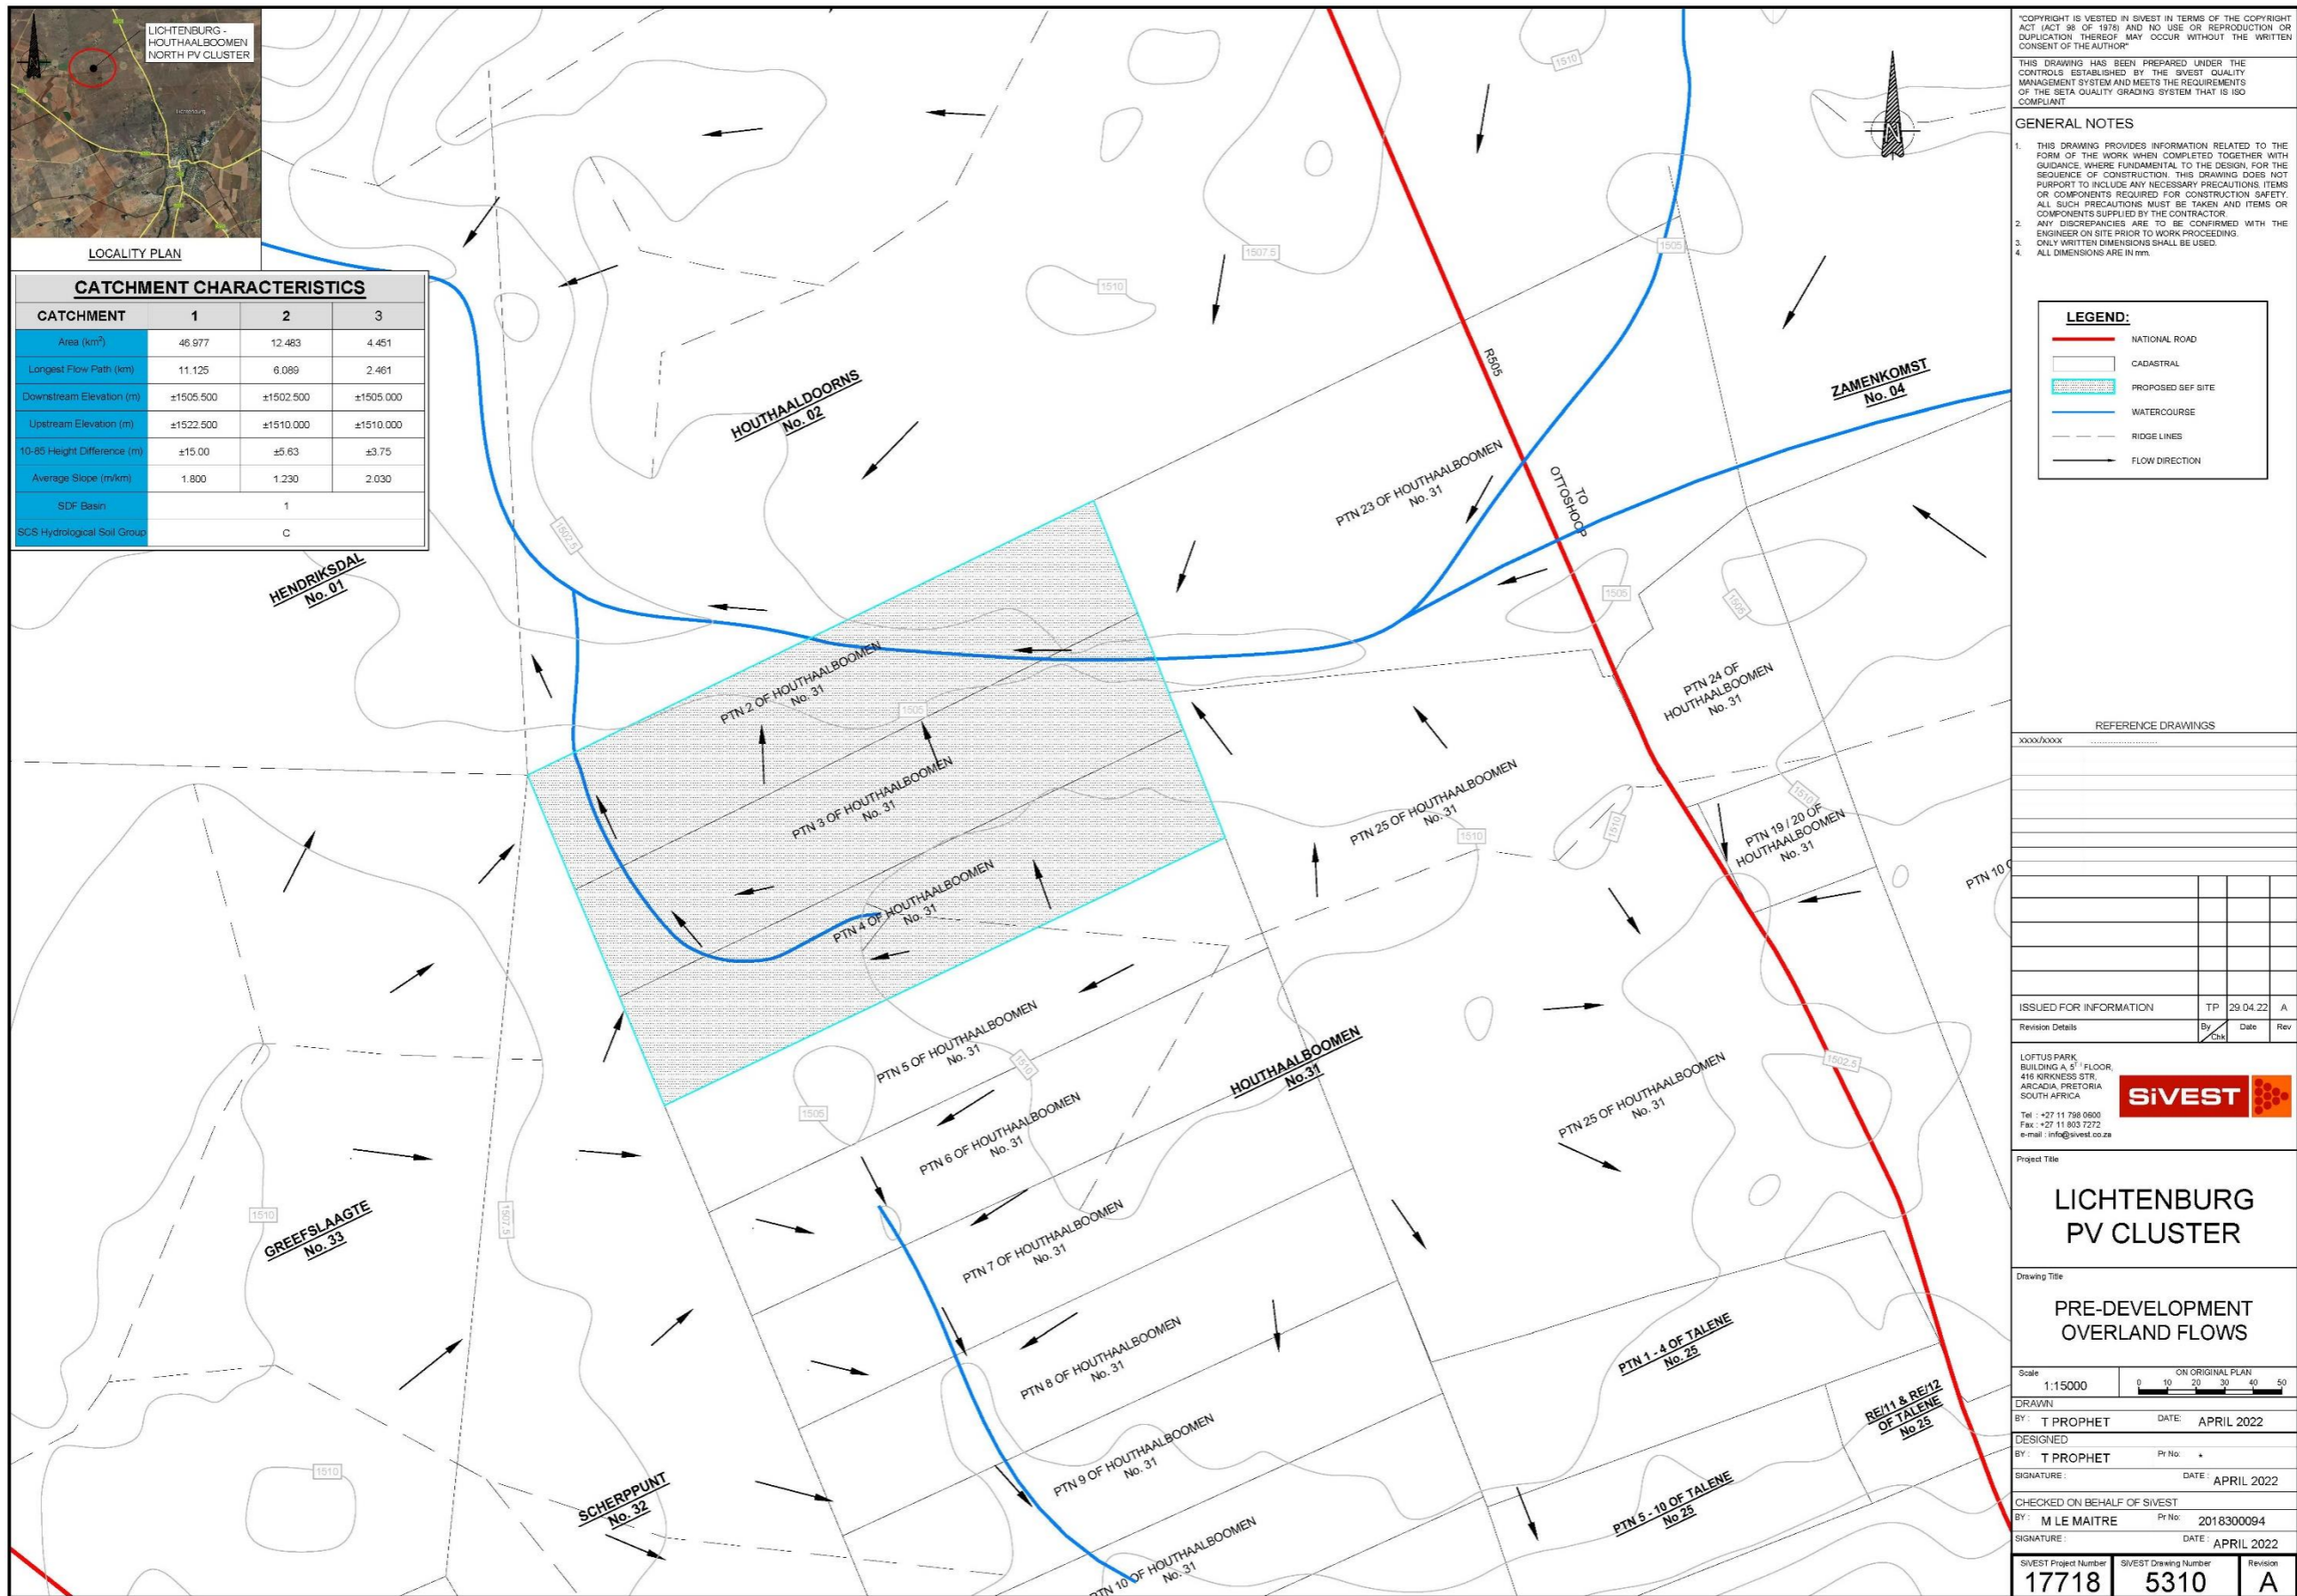 LICHTENBURG -
HOUTHAALBOOMEN
NORTH PV CLUSTER
Lichtenburg
LOCALITY PLAN
CATCHMENT CHARACTERISTICS
CATCHMENT 1 2 3
Area (km²) 46.977 12.483 4.451
Longest Flow Path (km) 11.125 6.089 2.461
Downstream Elevation (m) ±1505.500 ±1502.500 ±1505.000
Upstream Elevation (m) ±1522.500 ±1510.000 ±1510.000
10-85 Height Difference (m) ±15.00 ±5.63 ±3.75
Average Slope (m/km) 1.800 1.230 2.030
SDF Basin 1
SCS Hydrological Soil Group C
1510
1505
1507.5
1510
R505
ZAMENKOMST
No. 04
HOUTHAALDOORNS
No. 02
PTN 23 OF HOUTHAALBOOMEN
No. 31
TO
OTTOSHOOP
1502.5
HENDRIKSDAL
No. 01
1505
1505
PTN 2 OF HOUTHAALBOOMEN
No. 31
1505
PTN 24 OF
HOUTHAALBOOMEN
No. 31
PTN 3 OF HOUTHAALBOOMEN
No. 31
PTN 25 OF HOUTHAALBOOMEN
No. 31
1510
1510
1510
PTN 19 / 20 OF
HOUTHAALBOOMEN
No. 31
PTN 10
PTN 4 OF HOUTHAALBOOMEN
No. 31
PTN 5 OF HOUTHAALBOOMEN
No. 31
1510
1505
HOUTHAALBOOMEN
No.31
1502.5
PTN 6 OF HOUTHAALBOOMEN
No. 31
PTN 25 OF HOUTHAALBOOMEN
No. 31
1510
1507.5
GREEFSLAAGTE
No. 33
PTN 7 OF HOUTHAALBOOMEN
No. 31
PTN 8 OF HOUTHAALBOOMEN
No. 31
PTN 1 - 4 OF TALENE
No. 25
RE/11 & RE/12
OF TALENE
No 25
PTN 9 OF HOUTHAALBOOMEN
No. 31
1510
SCHERPPUNT
No. 32
PTN 5 - 10 OF TALENE
No 25
PTN 10 OF HOUTHAALBOOMEN
No. 31
"COPYRIGHT IS VESTED IN SIVEST IN TERMS OF THE COPYRIGHT
ACT (ACT 98 OF 1978) AND NO USE OR REPRODUCTION OR
DUPLICATION THEREOF MAY OCCUR WITHOUT THE WRITTEN
CONSENT OF THE AUTHOR"
THIS DRAWING HAS BEEN PREPARED UNDER THE
CONTROLS ESTABLISHED BY THE SIVEST QUALITY
MANAGEMENT SYSTEM AND MEETS THE REQUIREMENTS
OF THE SETA QUALITY GRADING SYSTEM THAT IS ISO
COMPLIANT
GENERAL NOTES
1. THIS DRAWING PROVIDES INFORMATION RELATED TO THE
FORM OF THE WORK WHEN COMPLETED TOGETHER WITH
GUIDANCE, WHERE FUNDAMENTAL TO THE DESIGN, FOR THE
SEQUENCE OF CONSTRUCTION. THIS DRAWING DOES NOT
PURPORT TO INCLUDE ANY NECESSARY PRECAUTIONS. ITEMS
OR COMPONENTS REQUIRED FOR CONSTRUCTION SAFETY.
ALL SUCH PRECAUTIONS MUST BE TAKEN AND ITEMS OR
COMPONENTS SUPPLIED BY THE CONTRACTOR.
2. ANY DISCREPANCIES ARE TO BE CONFIRMED WITH THE
ENGINEER ON SITE PRIOR TO WORK PROCEEDING.
3. ONLY WRITTEN DIMENSIONS SHALL BE USED.
4. ALL DIMENSIONS ARE IN mm.
N
LEGEND:
NATIONAL ROAD
CADASTRAL
PROPOSED SEF SITE
WATERCOURSE
RIDGE LINES
FLOW DIRECTION
REFERENCE DRAWINGS
xxxx/xxxx ........................
ISSUED FOR INFORMATION TP 29.04.22 A
Revision Details By Chk Date Rev
LOFTUS PARK,
BUILDING A, 5 FLOOR,
416 KIRKNESS STR,
ARCADIA, PRETORIA
SOUTH AFRICA
Tel : +27 11 798 0600
Fax : +27 11 803 7272
e-mail : info@sivest.co.za
SiVEST
Project Title
LICHTENBURG
PV CLUSTER
Drawing Title
PRE-DEVELOPMENT
OVERLAND FLOWS
Scale ON ORIGINAL PLAN
1:15000 0 10 20 30 40 50
DRAWN
BY : T PROPHET DATE: APRIL 2022
DESIGNED
BY : T PROPHET Pr No: *
SIGNATURE : DATE : APRIL 2022
CHECKED ON BEHALF OF SIVEST
BY : M LE MAITRE Pr No: 2018300094
SIGNATURE : DATE : APRIL 2022
SIVEST Project Number SIVEST Drawing Number Revision
17718 5310 A